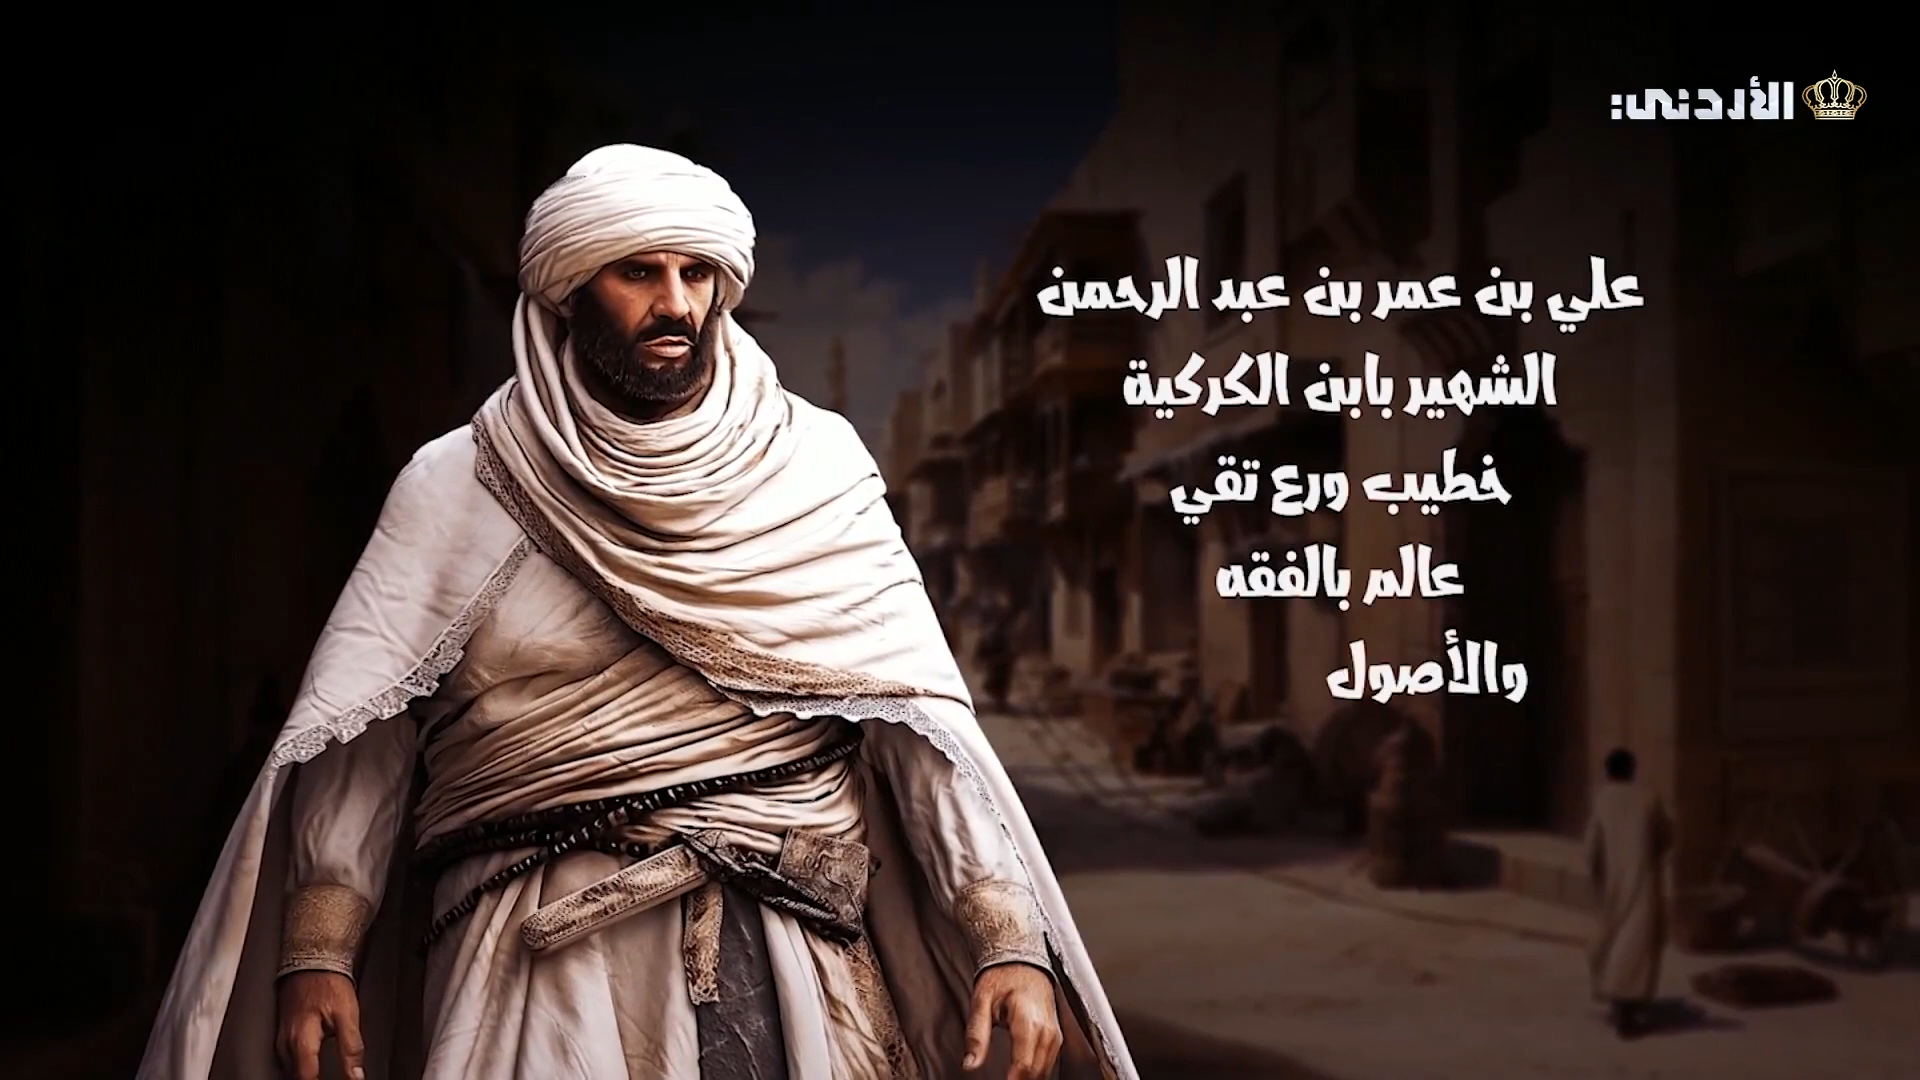 الأردني:
علي بن عمر بن عبد الرحمن
الشهير بابن الكركية
خطيب ورع تقي
عالم بالفقه
والأصول